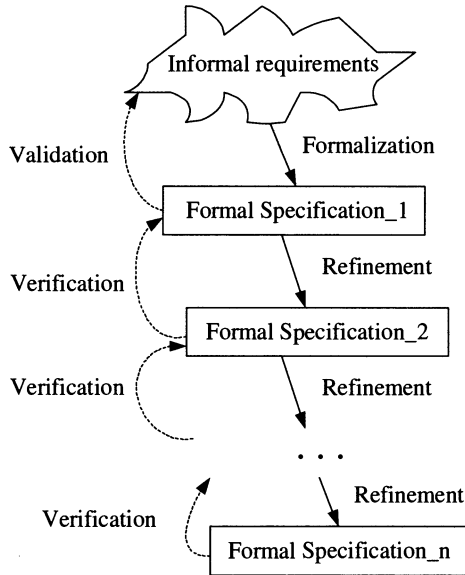 Informal requirements
Formalization
Validation
Formal Specification_1
Refinement
Verification
Formal Specification_2
Verification
Refinement
. . .
Refinement
Verification
Formal Specification_n